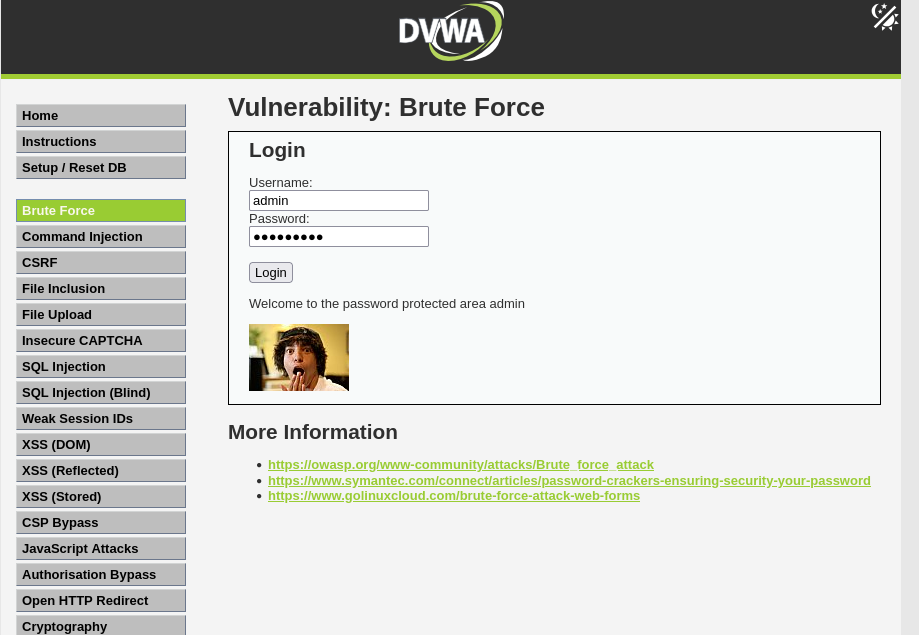 DVWA
Home
Instructions
Setup / Reset DB
Brute Force
Command Injection
CSRF
File Inclusion
File Upload
Insecure CAPTCHA
SQL Injection
SQL Injection (Blind)
Weak Session IDs
XSS (DOM)
XSS (Reflected)
XSS (Stored)
CSP Bypass
JavaScript Attacks
Authorisation Bypass
Open HTTP Redirect
Cryptography
Vulnerability: Brute Force
Login
Username:
admin
Password:
●●●●●●●●●
Login
Welcome to the password protected area admin
More Information
• https://owasp.org/www-community/attacks/Brute_force_attack
• https://www.symantec.com/connect/articles/password-crackers-ensuring-security-your-password
• https://www.golinuxcloud.com/brute-force-attack-web-forms